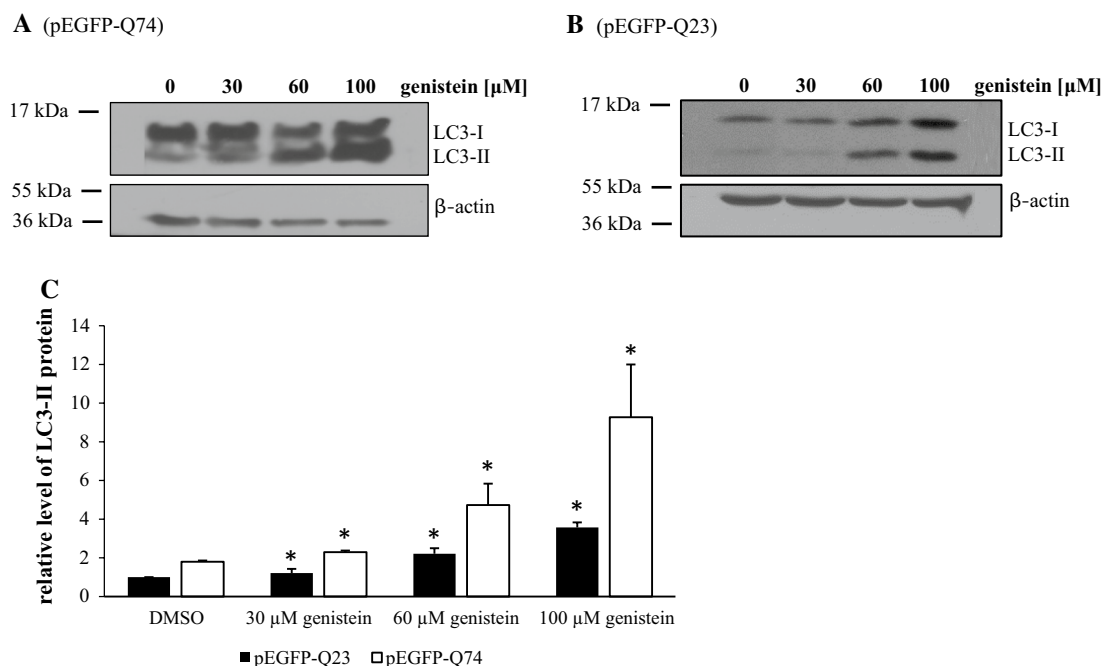 A (pEGFP-Q74)
0 30 60 100 genistein [µM]
17 kDa
LC3-I
LC3-II
55 kDa
β-actin
36 kDa
B (pEGFP-Q23)
0 30 60 100 genistein [µM]
17 kDa
LC3-I
LC3-II
55 kDa
β-actin
36 kDa
C
relative level of LC3-II protein
14
12
10
8
6
4
2
0
* * * * * *
DMSO 30 µM genistein 60 µM genistein 100 µM genistein
pEGFP-Q23 pEGFP-Q74